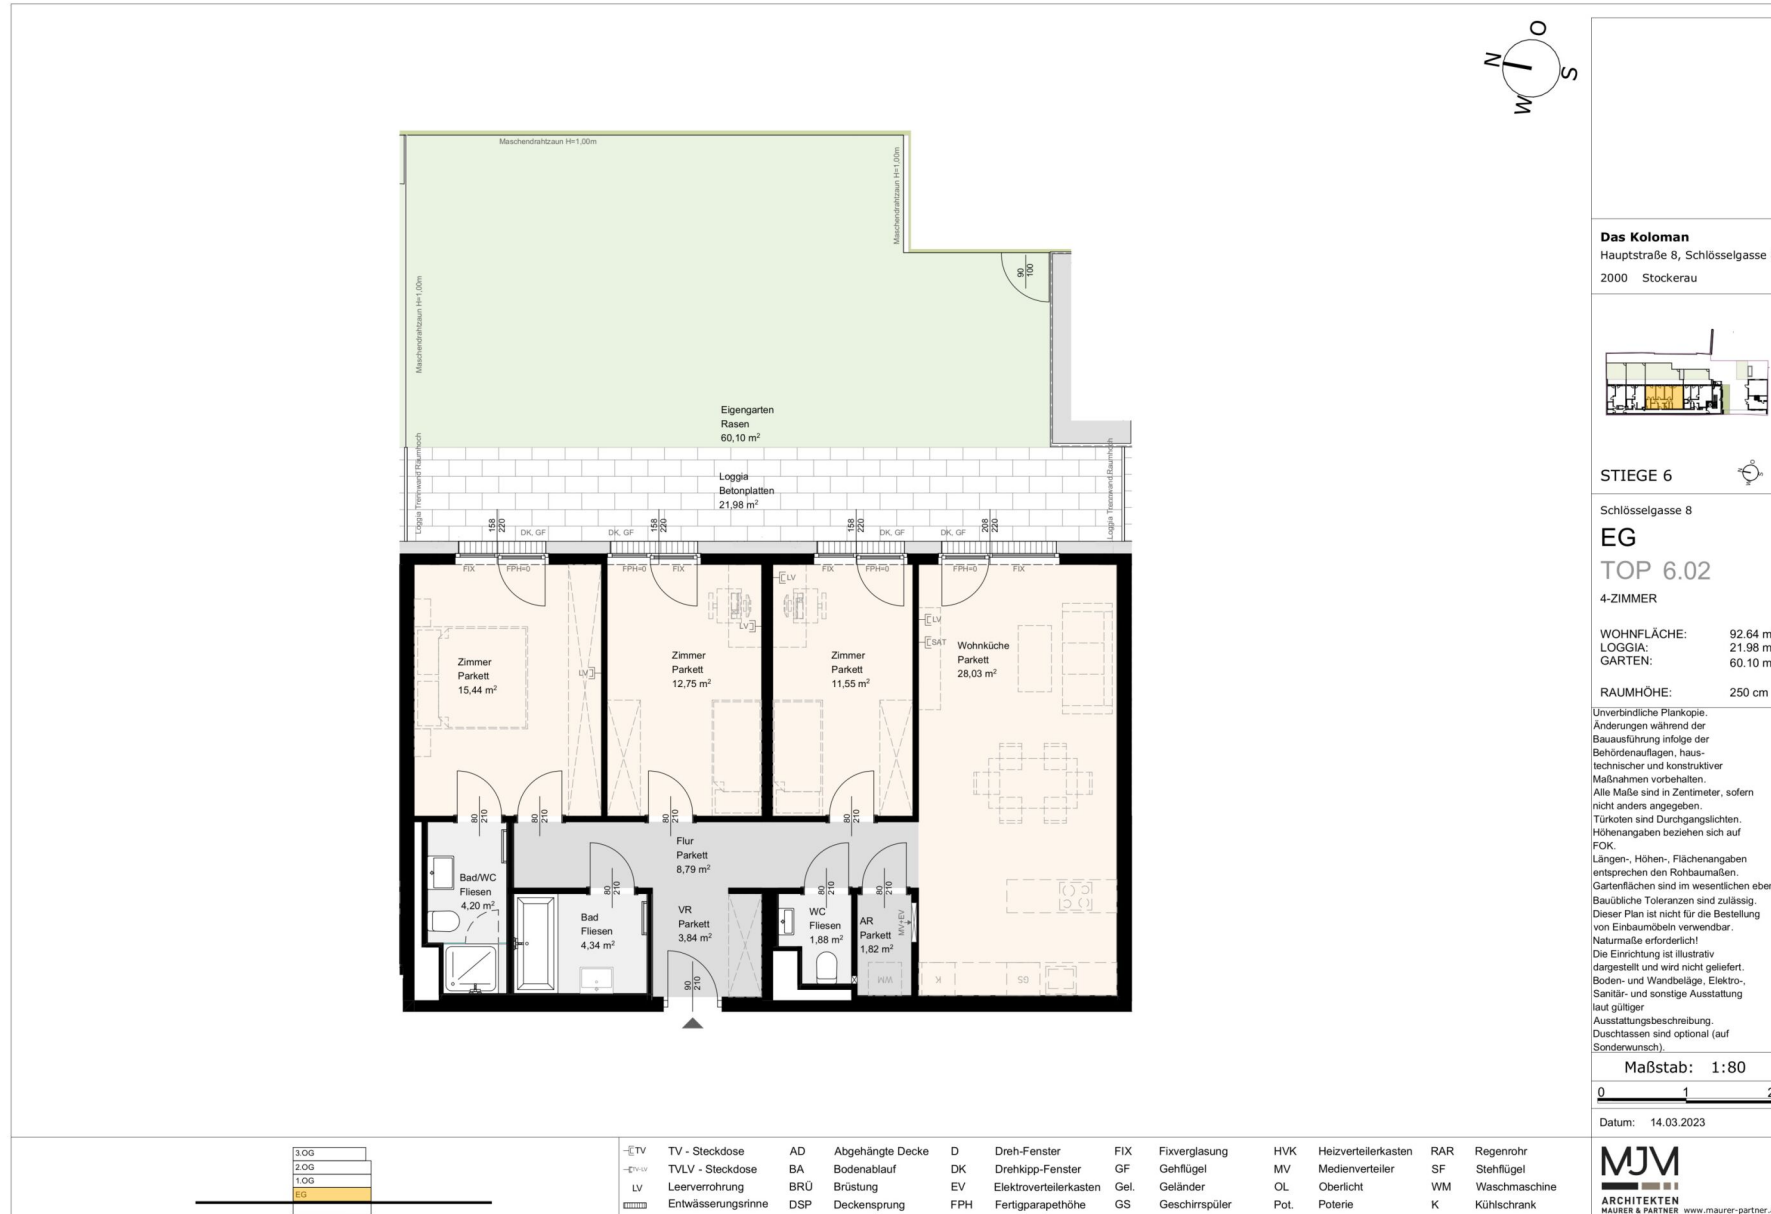 N
O
S
W
Maschendrahtzaun H=1,00m
Maschendrahtzaun H=1,00m
Maschendrahtzaun H=1,00m
90
100
Eigengarten
Rasen
60,10 m²
Loggia Trennwand Raumhoch
Loggia
Betonplatten
21,98 m²
Loggia Trennwand Raumhoch
158
220
DK, GF
DK, GF
158
220
158
220
DK, GF
DK, GF
208
220
FIX
FPH=0
FPH=0
FIX
FIX
FPH=0
FPH=0
FIX
LV
LV
LV
SAT
LV
Zimmer
Parkett
15,44 m²
Zimmer
Parkett
12,75 m²
Zimmer
Parkett
11,55 m²
Wohnküche
Parkett
28,03 m²
80
210
80
210
80
210
80
210
Flur
Parkett
8,79 m²
80
210
80
210
80
210
Bad/WC
Fliesen
4,20 m²
Bad
Fliesen
4,34 m²
VR
Parkett
3,84 m²
WC
Fliesen
1,88 m²
AR
Parkett
1,82 m²
MV+EV
WM
K
GS
90
210
Das Koloman
Hauptstraße 8, Schlösselgasse
2000 Stockerau
STIEGE 6
Schlösselgasse 8
EG
TOP 6.02
4-ZIMMER
WOHNFLÄCHE: 92.64 m
LOGGIA: 21.98 m
GARTEN: 60.10 m
RAUMHÖHE: 250 cm
Unverbindliche Plankopie.
Änderungen während der
Bauausführung infolge der
Behördenauflagen, haus-
technischer und konstruktiver
Maßnahmen vorbehalten.
Alle Maße sind in Zentimeter, sofern
nicht anders angegeben.
Türkoten sind Durchgangslichten.
Höhenangaben beziehen sich auf
FOK.
Längen-, Höhen-, Flächenangaben
entsprechen den Rohbaumaßen.
Gartenflächen sind im wesentlichen eben
Bauübliche Toleranzen sind zulässig.
Dieser Plan ist nicht für die Bestellung
von Einbaumöbeln verwendbar.
Naturmaße erforderlich!
Die Einrichtung ist illustrativ
dargestellt und wird nicht geliefert.
Boden- und Wandbeläge, Elektro-,
Sanitär- und sonstige Ausstattung
laut gültiger
Ausstattungsbeschreibung.
Duschtassen sind optional (auf
Sonderwunsch).
Maßstab: 1:80
0 1 2
Datum: 14.03.2023
3.OG
2.OG
1.OG
EG
TV TV - Steckdose AD Abgehängte Decke D Dreh-Fenster FIX Fixverglasung HVK Heizverteilerkasten RAR Regenrohr
TV-LV TVLV - Steckdose BA Bodenablauf DK Drehkipp-Fenster GF Gehflügel MV Medienverteiler SF Stehflügel
LV Leerverrohrung BRÜ Brüstung EV Elektroverteilerkasten Gel. Geländer OL Oberlicht WM Waschmaschine
Entwässerungsrinne DSP Deckensprung FPH Fertigparapethöhe GS Geschirrspüler Pot. Poterie K Kühlschrank
MJM
ARCHITEKTEN
MAURER & PARTNER www.maurer-partner.